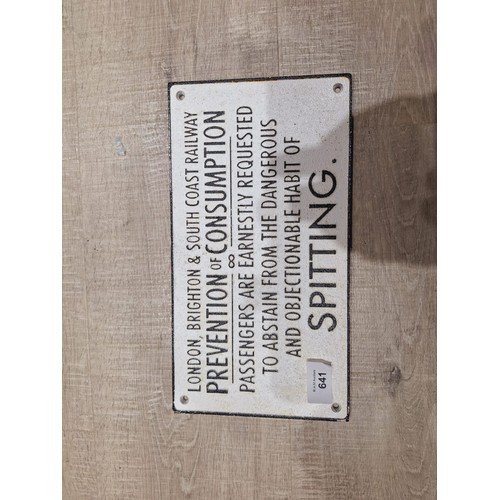 LONDON, BRIGHTON & SOUTH COAST RAILWAY
PREVENTION OF CONSUMPTION
PASSENGERS ARE EARNESTLY REQUESTED
TO ABSTAIN FROM THE DANGEROUS
AND OBJECTIONABLE HABIT OF
SPITTING.
641